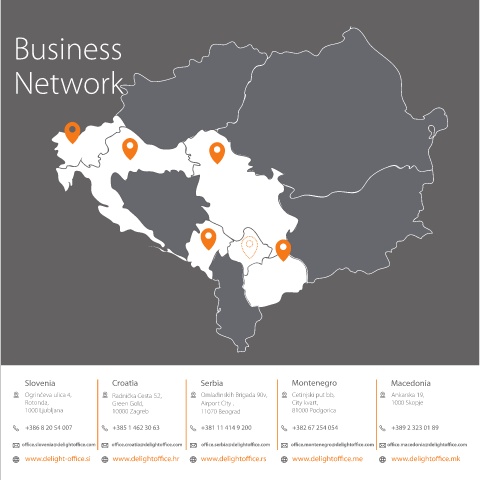 Business
Network
Slovenia
Ogrinčeva ulica 4,
Rotonda,
1000 Ljubljana
+386 8 20 54 007
office.slovenia@delightoffice.com
www.delight-office.si
Croatia
Radnička Cesta 52,
Green Gold,
10000 Zagreb
+385 1 462 30 63
office.croatia@delightoffice.com
www.delightoffice.hr
Serbia
Omladinskih Brigada 90v,
Airport City ,
11070 Beograd
+381 11 414 9 200
office.serbia@delightoffice.com
www.delightoffice.rs
Montenegro
Cetinjski put bb,
City kvart,
81000 Podgorica
+382 67 254 054
office.montenegro@delightoffice.com
www.delightoffice.me
Macedonia
Ankarska 19,
1000 Skopje
+389 2 323 01 89
office.macedonia@delightoffice.com
www.delightoffice.mk